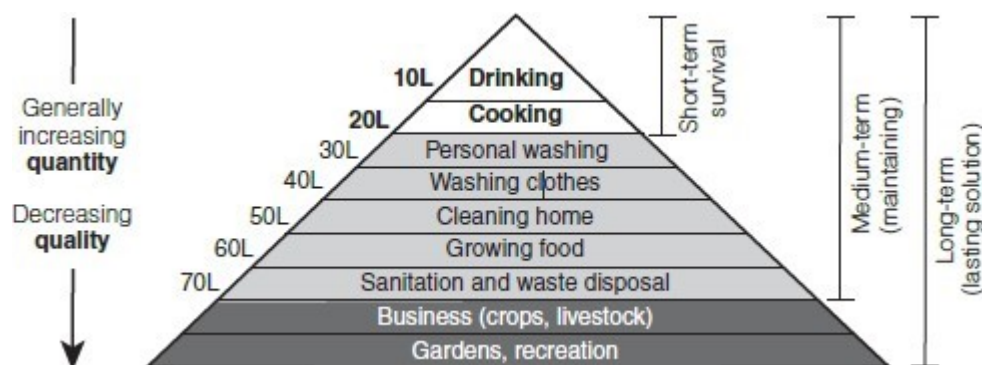 Generally
increasing
quantity
Decreasing
quality
10L Drinking
20L Cooking
30L Personal washing
40L Washing clothes
50L Cleaning home
60L Growing food
70L Sanitation and waste disposal
Business (crops, livestock)
Gardens, recreation
Short-term
survival
Medium-term
(maintaining)
Long-term
(lasting solution)